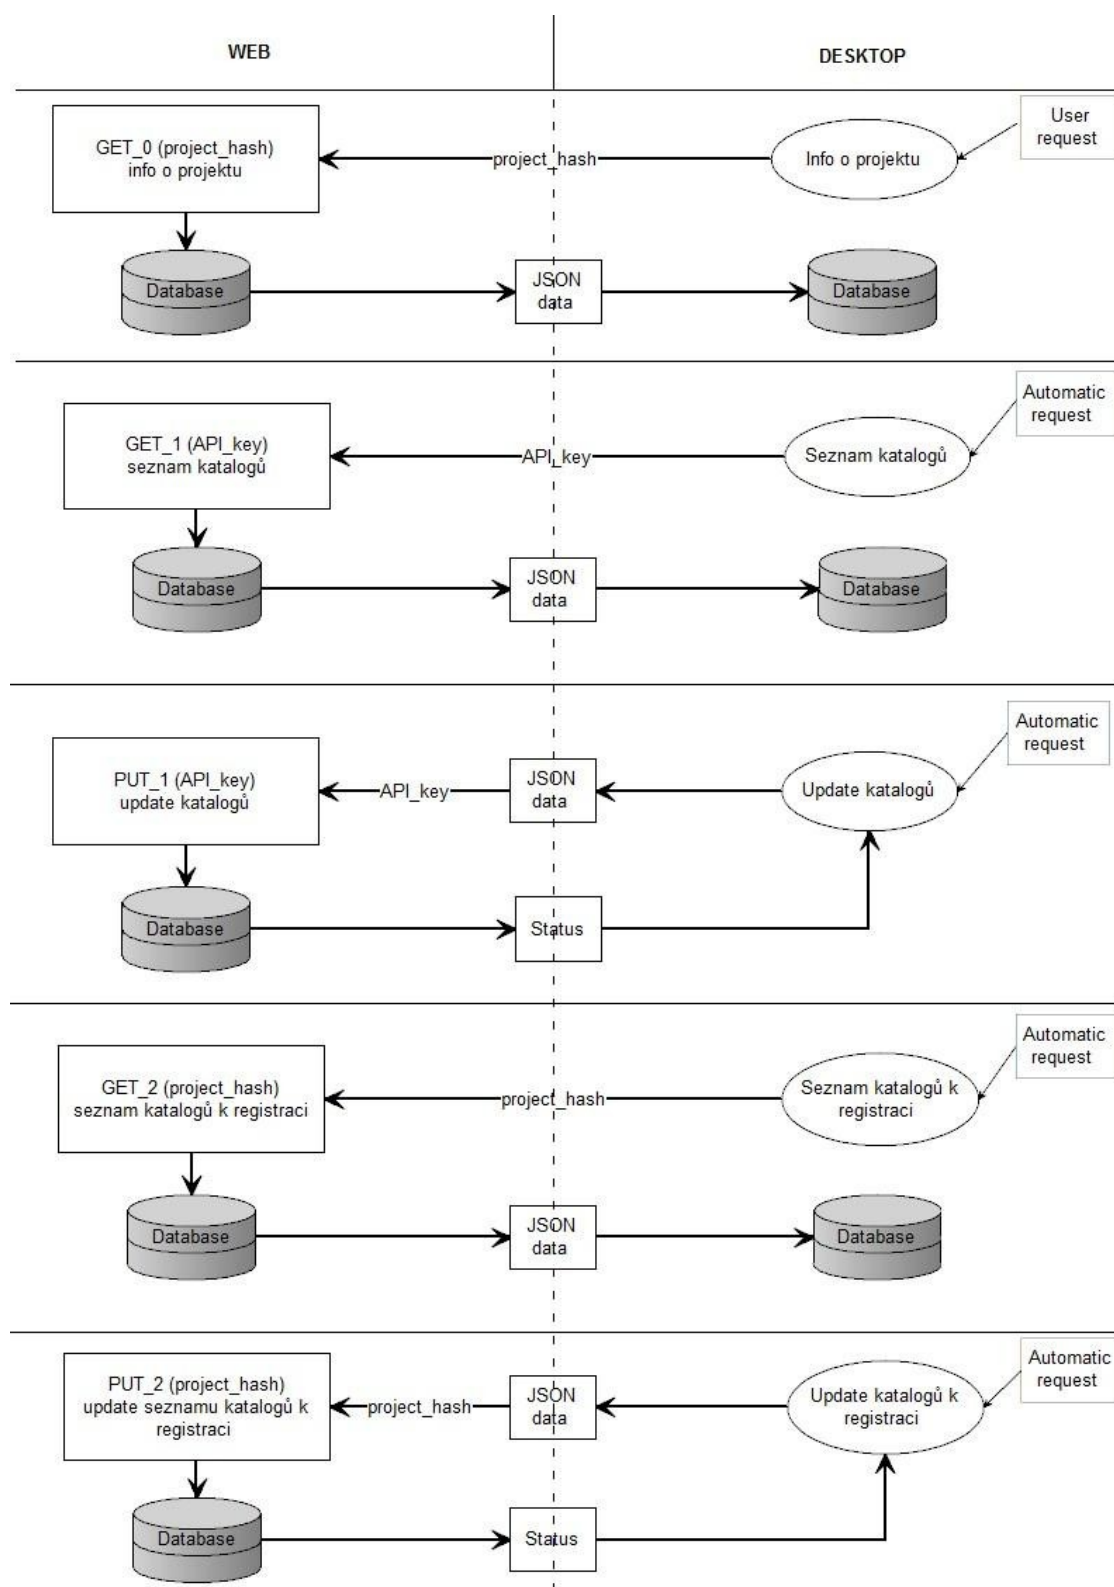 WEB
DESKTOP
User
request
GET_0 (project_hash)
info o projektu
project_hash
Info o projektu
Database
JSON
data
Database
Automatic
request
GET_1 (API_key)
seznam katalogů
API_key
Seznam katalogů
Database
JSON
data
Database
Automatic
request
PUT_1 (API_key)
update katalogů
API_key
JSON
data
Update katalogů
Database
Status
Automatic
request
GET_2 (project_hash)
seznam katalogů k registraci
project_hash
Seznam katalogů k
registraci
Database
JSON
data
Database
Automatic
request
PUT_2 (project_hash)
update seznamu katalogů k
registraci
project_hash
JSON
data
Update katalogů k
registraci
Database
Status